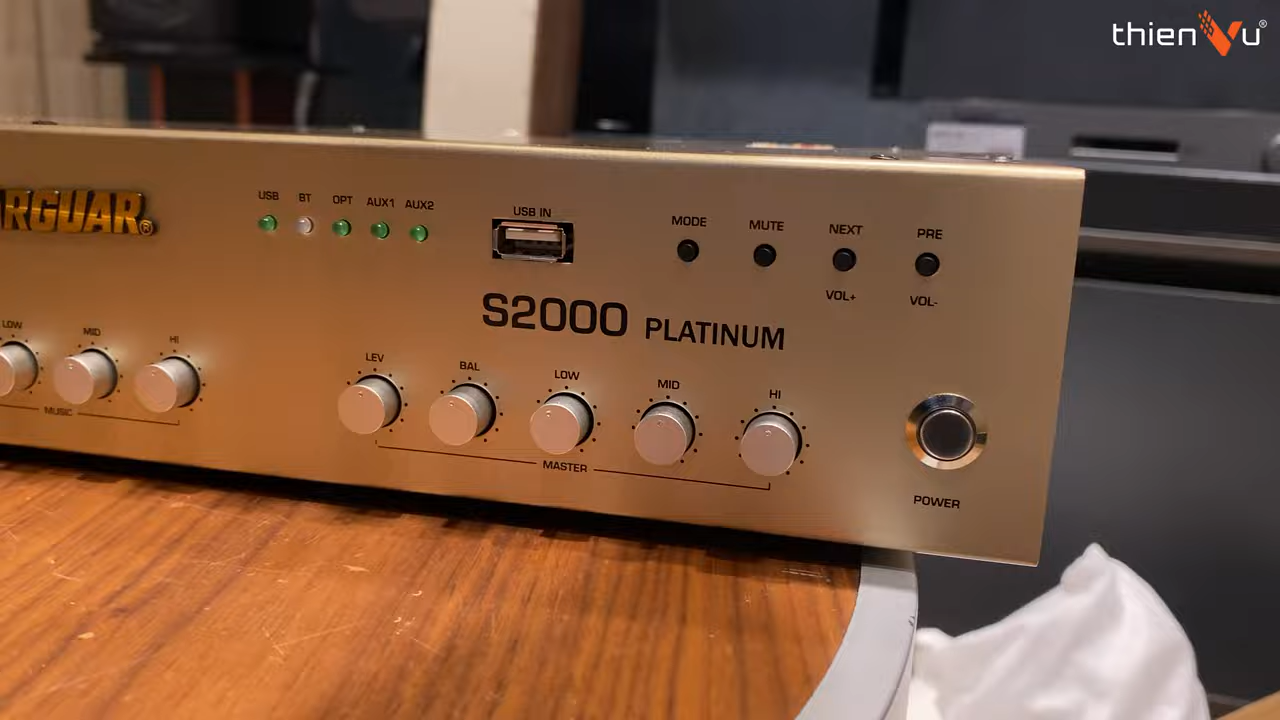 thienVu®
ARGUAR®
USB BT OPT AUX1 AUX2
USB IN
MODE MUTE NEXT PRE
VOL+ VOL-
S2000 PLATINUM
LOW MID HI
MUSIC
LEV BAL LOW MID HI
MASTER
POWER